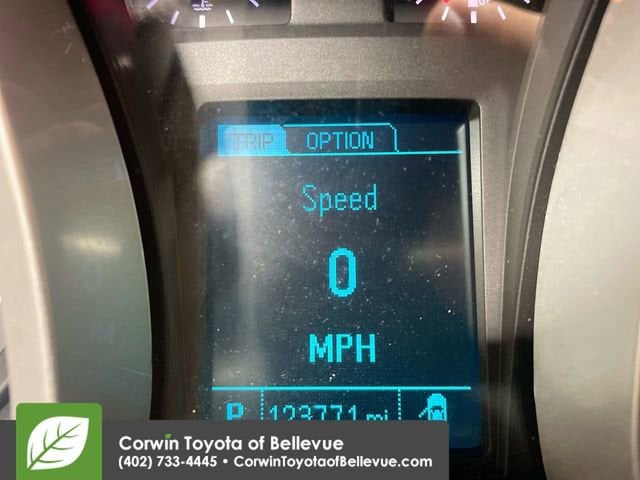 TRIP OPTION
Speed
0
MPH
P 123771 mi
Corwin Toyota of Bellevue
(402) 733-4445 • CorwinToyotaofBellevue.com